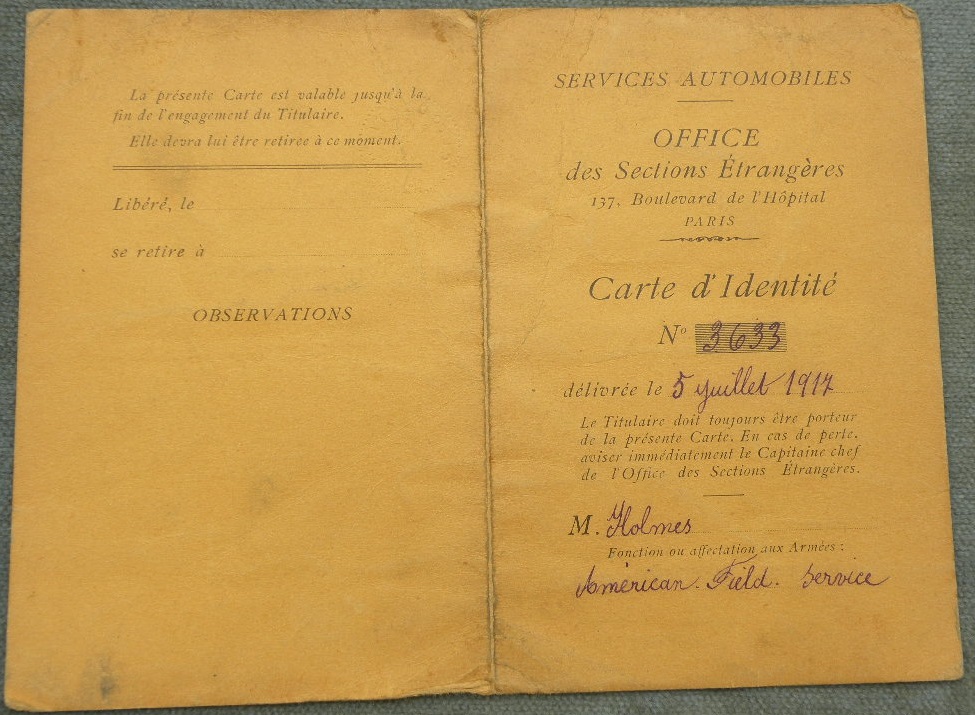 La présente Carte est valable jusqu'à la
fin de l'engagement du Titulaire.
Elle devra lui être retirée à ce moment.
Libéré, le
se retire à
OBSERVATIONS
SERVICES AUTOMOBILES
OFFICE
des Sections Étrangères
137, Boulevard de l'Hôpital
PARIS
Carte d'Identité
N° 3633
délivrée le 5 juillet 1917
Le Titulaire doit toujours être porteur
de la présente Carte. En cas de perte,
aviser immédiatement le Capitaine chef
de l'Office des Sections Étrangères.
M. Holmes
Fonction ou affectation aux Armées :
Américan. Field. Service